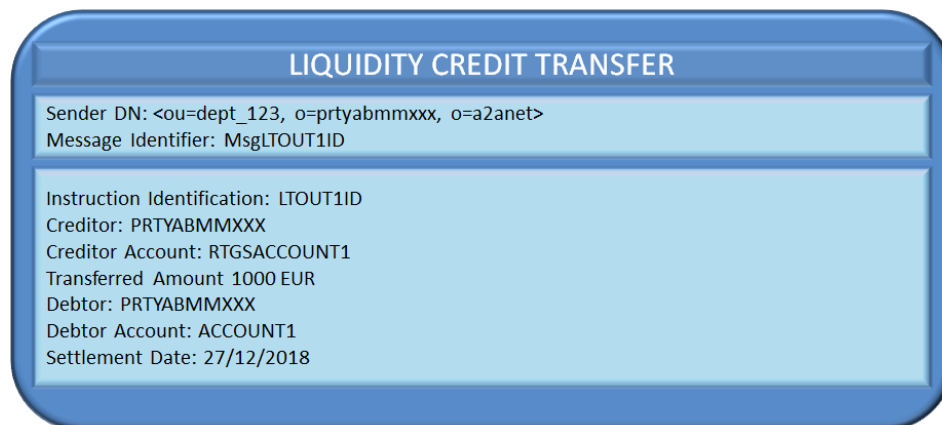 LIQUIDITY CREDIT TRANSFER
Sender DN: <ou=dept_123, o=prtyabmmxxx, o=a2anet>
Message Identifier: MsgLTOUT1ID
Instruction Identification: LTOUT1ID
Creditor: PRTYABMMXXX
Creditor Account: RTGSACCOUNT1
Transferred Amount 1000 EUR
Debtor: PRTYABMMXXX
Debtor Account: ACCOUNT1
Settlement Date: 27/12/2018